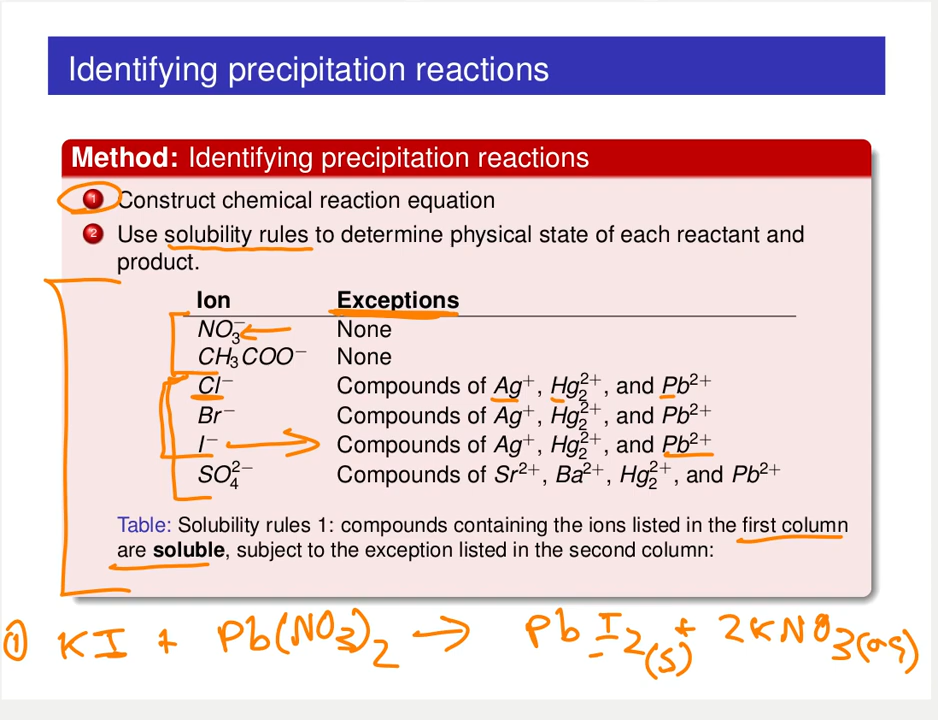 Identifying precipitation reactions
Method: Identifying precipitation reactions
1 Construct chemical reaction equation
2 Use solubility rules to determine physical state of each reactant and
product.
Ion Exceptions
NO₃⁻ None
CH₃COO⁻ None
Cl⁻ Compounds of Ag⁺, Hg₂²⁺, and Pb²⁺
Br⁻ Compounds of Ag⁺, Hg₂²⁺, and Pb²⁺
I⁻ Compounds of Ag⁺, Hg₂²⁺, and Pb²⁺
SO₄²⁻ Compounds of Sr²⁺, Ba²⁺, Hg₂²⁺, and Pb²⁺
Table: Solubility rules 1: compounds containing the ions listed in the first column
are soluble, subject to the exception listed in the second column:
① KI + Pb(NO₃)₂ → PbI₂(s) + 2KNO₃(aq)